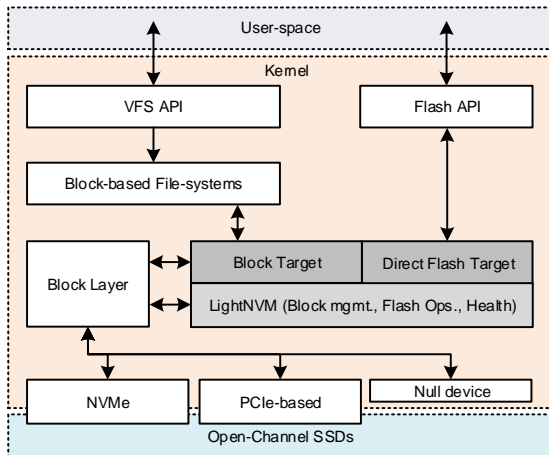 User-space
Kernel
VFS API
Flash API
Block-based File-systems
Block Target
Direct Flash Target
Block Layer
LightNVM (Block mgmt., Flash Ops., Health)
NVMe
PCIe-based
Null device
Open-Channel SSDs